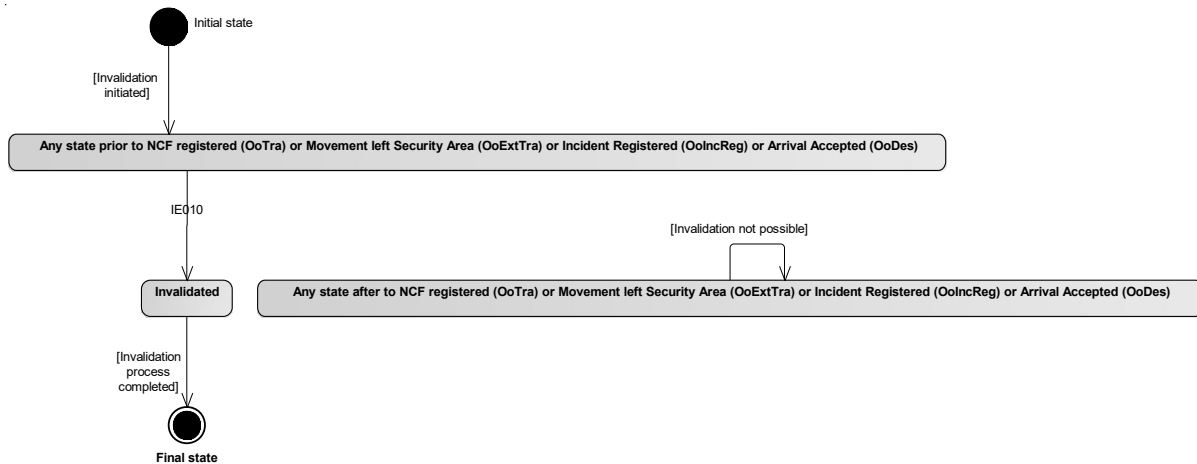 Initial state
[Invalidation
initiated]
Any state prior to NCF registered (OoTra) or Movement left Security Area (OoExtTra) or Incident Registered (OoIncReg) or Arrival Accepted (OoDes)
IE010
[Invalidation not possible]
Invalidated
Any state after to NCF registered (OoTra) or Movement left Security Area (OoExtTra) or Incident Registered (OoIncReg) or Arrival Accepted (OoDes)
[Invalidation
process
completed]
Final state